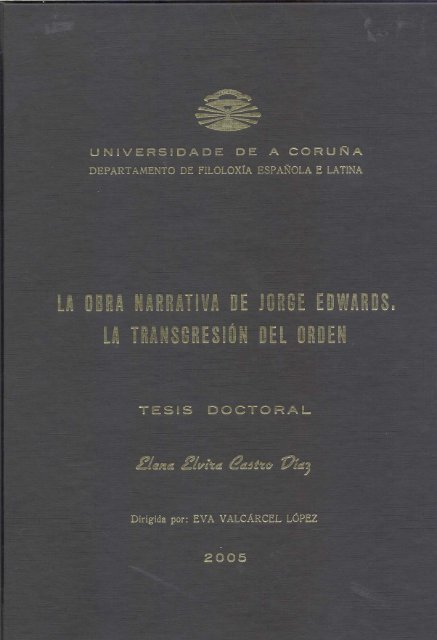 UNIVERSIDADE DE A CORUÑA
DEPARTAMENTO DE FILOLOXÍA ESPAÑOLA E LATINA
LA OBRA NARRATIVA DE JORGE EDWARDS.
LA TRANSGRESIÓN DEL ORDEN
TESIS DOCTORAL
Elena Elvira Castro Díaz
Dirigida por: EVA VALCÁRCEL LÓPEZ
2005